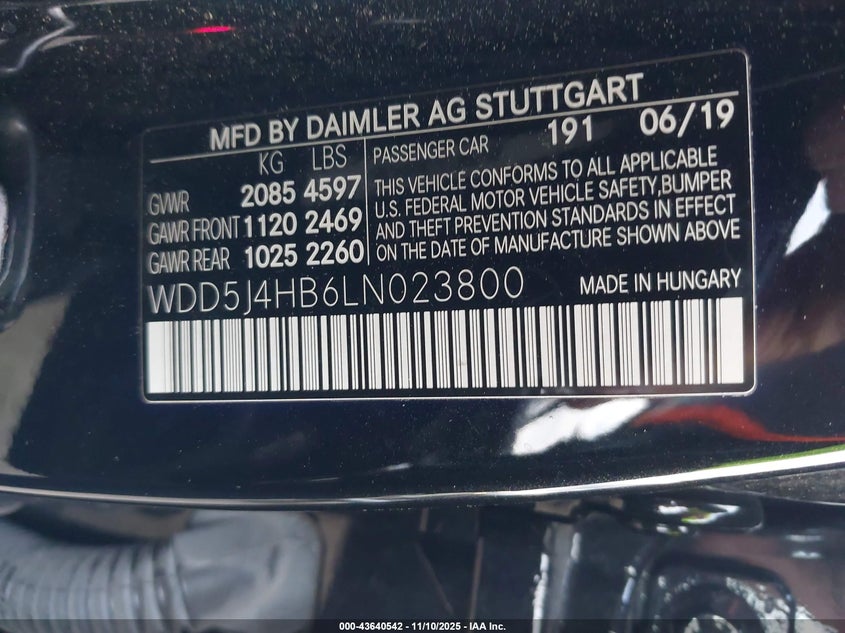 MFD BY DAIMLER AG STUTTGART
KG LBS
GVWR 2085 4597
GAWR FRONT 1120 2469
GAWR REAR 1025 2260
PASSENGER CAR 191 06/19
THIS VEHICLE CONFORMS TO ALL APPLICABLE
U.S. FEDERAL MOTOR VEHICLE SAFETY,BUMPER
AND THEFT PREVENTION STANDARDS IN EFFECT
ON THE DATE OF MANUFACTURE SHOWN ABOVE
WDD5J4HB6LN023800 MADE IN HUNGARY
000-43640542 - 11/10/2025 - IAA Inc.